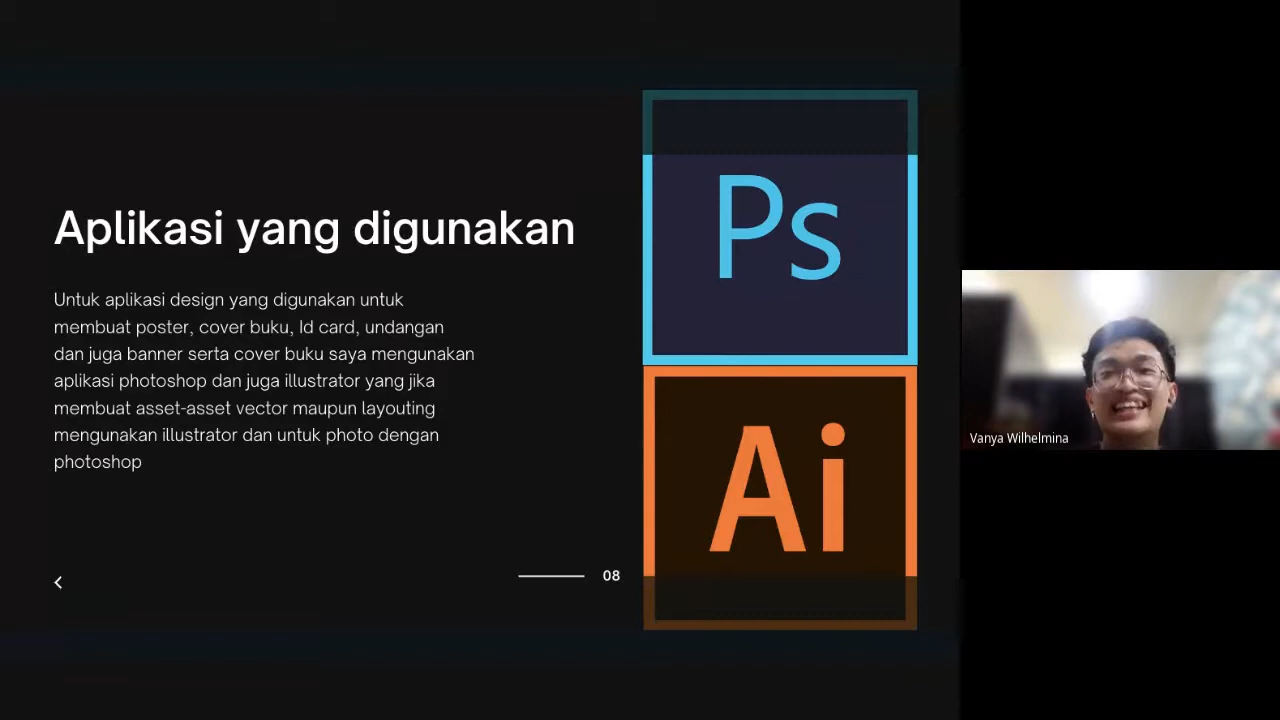 Aplikasi yang digunakan
Untuk aplikasi design yang digunakan untuk
membuat poster, cover buku, Id card, undangan
dan juga banner serta cover buku saya mengunakan
aplikasi photoshop dan juga illustrator yang jika
membuat asset-asset vector maupun layouting
mengunakan illustrator dan untuk photo dengan
photoshop
08
Ps
Ai
Vanya Wilhelmina